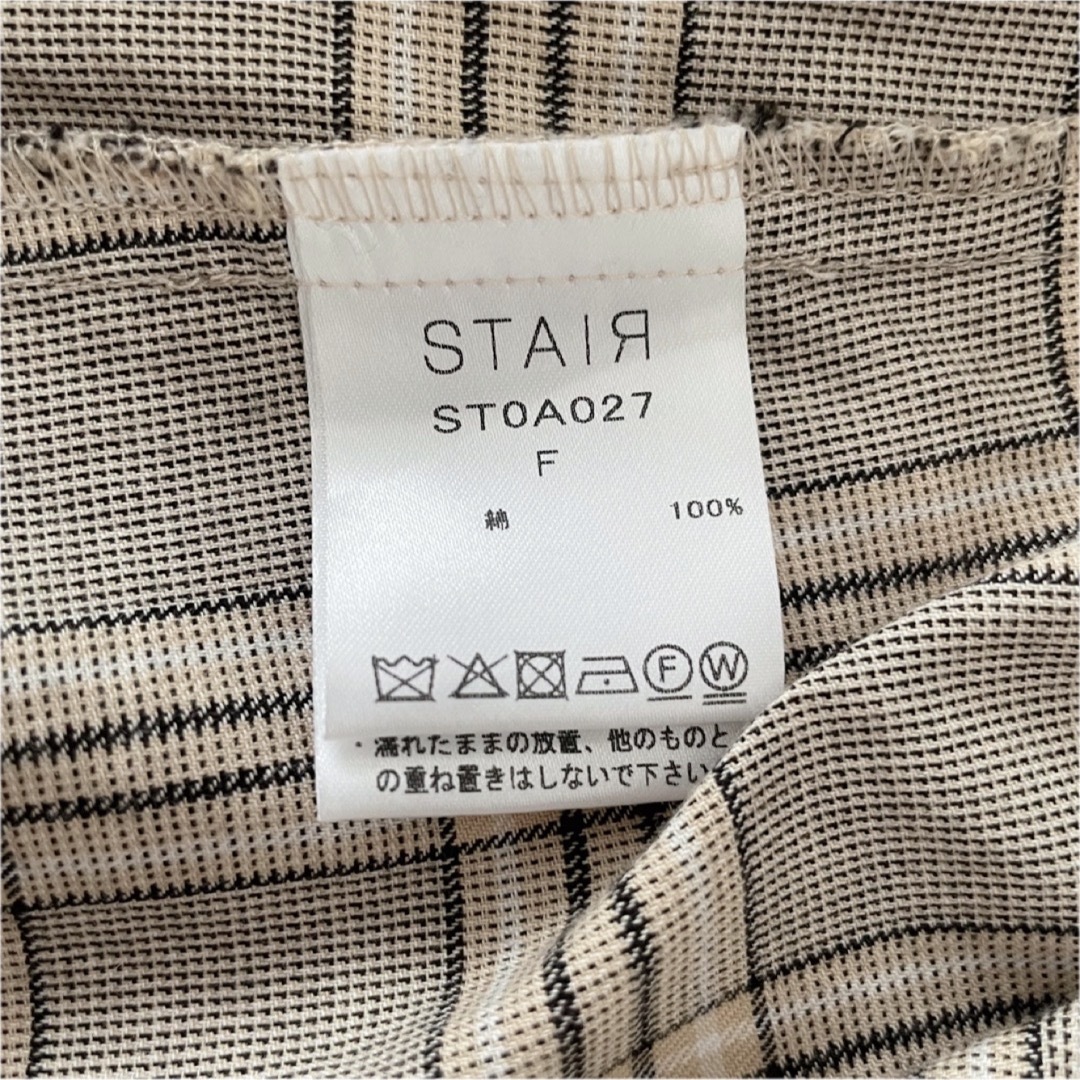 STAIR
ST0A027
F
綿 100%
F W
・濡れたままの放置、他のものと
の重ね置きはしないで下さい